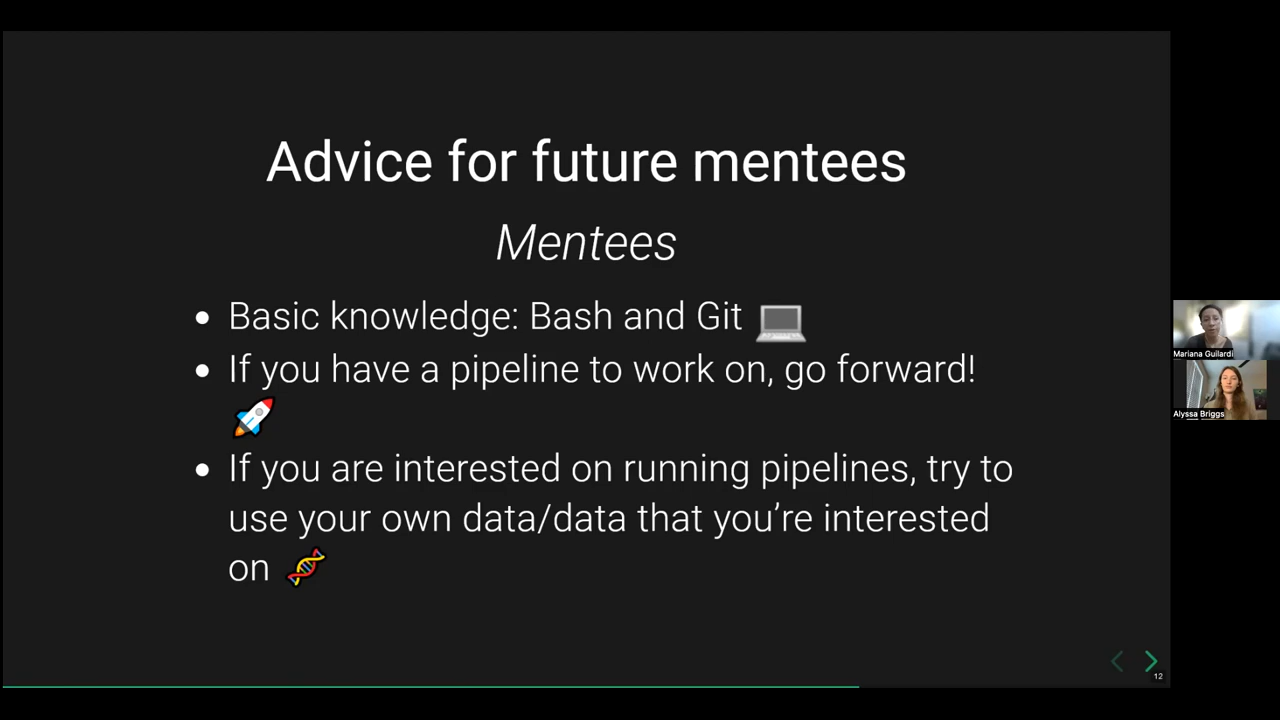 Advice for future mentees
Mentees
Basic knowledge: Bash and Git
If you have a pipeline to work on, go forward!
If you are interested on running pipelines, try to
use your own data/data that you’re interested
on
Mariana Guilardi
Alyssa Briggs
12